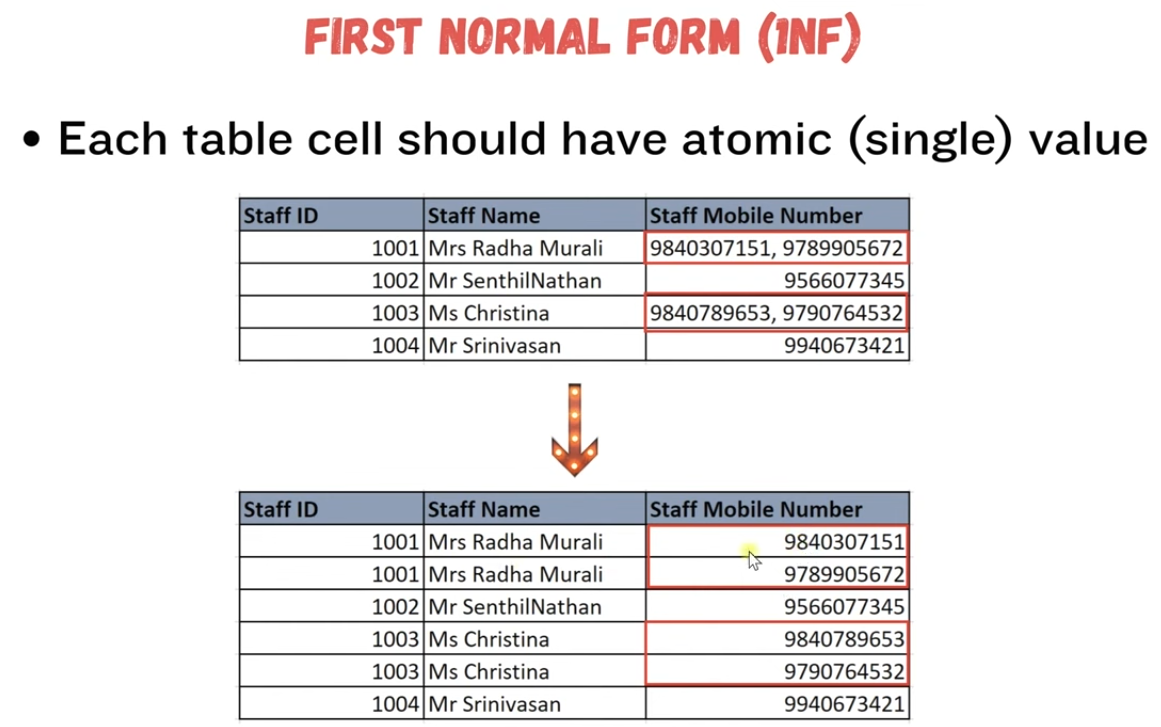 FIRST NORMAL FORM (1NF)
• Each table cell should have atomic (single) value
Staff ID Staff Name Staff Mobile Number
1001 Mrs Radha Murali 9840307151, 9789905672
1002 Mr SenthilNathan 9566077345
1003 Ms Christina 9840789653, 9790764532
1004 Mr Srinivasan 9940673421
Staff ID Staff Name Staff Mobile Number
1001 Mrs Radha Murali 9840307151
1001 Mrs Radha Murali 9789905672
1002 Mr SenthilNathan 9566077345
1003 Ms Christina 9840789653
1003 Ms Christina 9790764532
1004 Mr Srinivasan 9940673421